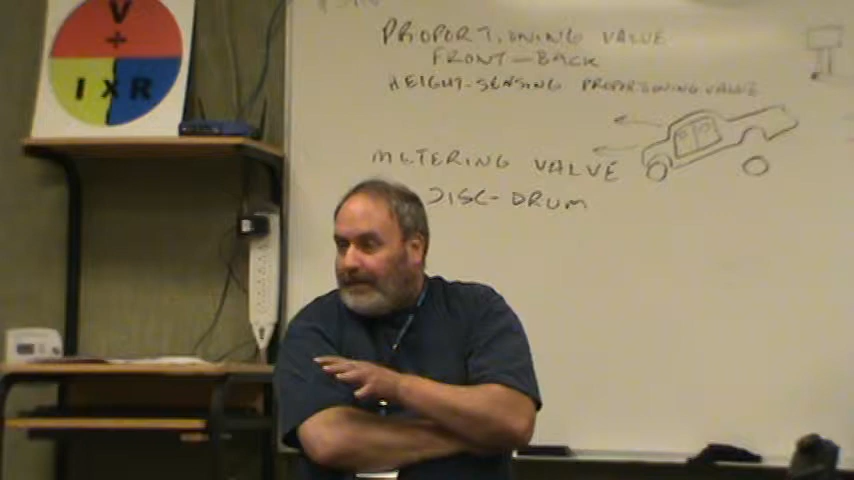 V
÷
I X R
PROPORTIONING VALVE
FRONT-BACK
HEIGHT-SENSING PROPORTIONING VALVE
METERING VALVE
DISC-DRUM